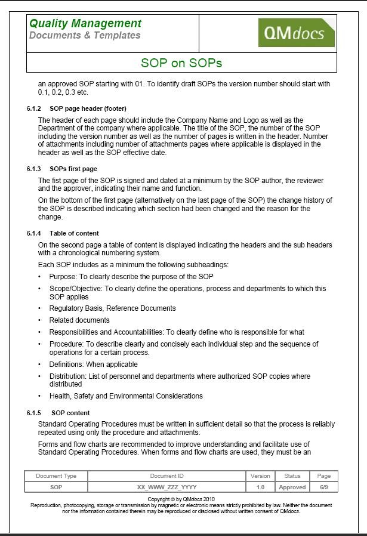 Quality Management
Documents & Templates
QMdocs
SOP on SOPs
an approved SOP starting with 01. To identify draft SOPs the version number should start with
0.1, 0.2, 0.3 etc.
6.1.2 SOP page header (footer)
The header of each page should include the Company Name and Logo as well as the
Department of the company where applicable. The title of the SOP, the number of the SOP
including the version number as well as the number of pages is written in the header. Number
of attachments including number of attachments pages where applicable is displayed in the
header as well as the SOP effective date.
6.1.3 SOPs first page
The fist page of the SOP is signed and dated at a minimum by the SOP author, the reviewer
and the approver, indicating their name and function.
On the bottom of the first page (alternatively on the last page of the SOP) the change history of
the SOP is described indicating which section had been changed and the reason for the
change.
6.1.4 Table of content
On the second page a table of content is displayed indicating the headers and the sub headers
with a chronological numbering system.
Each SOP includes as a minimum the following subheadings:
• Purpose: To clearly describe the purpose of the SOP
• Scope/Objective: To clearly define the operations, process and departments to which this
SOP applies
• Regulatory Basis, Reference Documents
• Related documents
• Responsibilities and Accountabilities: To clearly define who is responsible for what
• Procedure: To describe clearly and concisely each individual step and the sequence of
operations for a certain process.
• Definitions: When applicable
• Distribution: List of personnel and departments where authorized SOP copies where
distributed
• Health, Safety and Environmental Considerations
6.1.5 SOP content
Standard Operating Procedures must be written in sufficient detail so that the process is reliably
repeated using only the procedure and attachments.
Forms and flow charts are recommended to improve understanding and facilitate use of
Standard Operating Procedures. When forms and flow charts are used, they must be an
Document Type Document ID Version Status Page
SOP XX_WWW_ZZZ_YYYY 1.0 Approved 6/9
Copyright © by QMdocs 2010
Reproduction, photocopying, storage or transmission by magnetic or electronic means strictly prohibited by law. Neither the document
nor the information contained therein may be reproduced or disclosed without written consent of QMdocs.